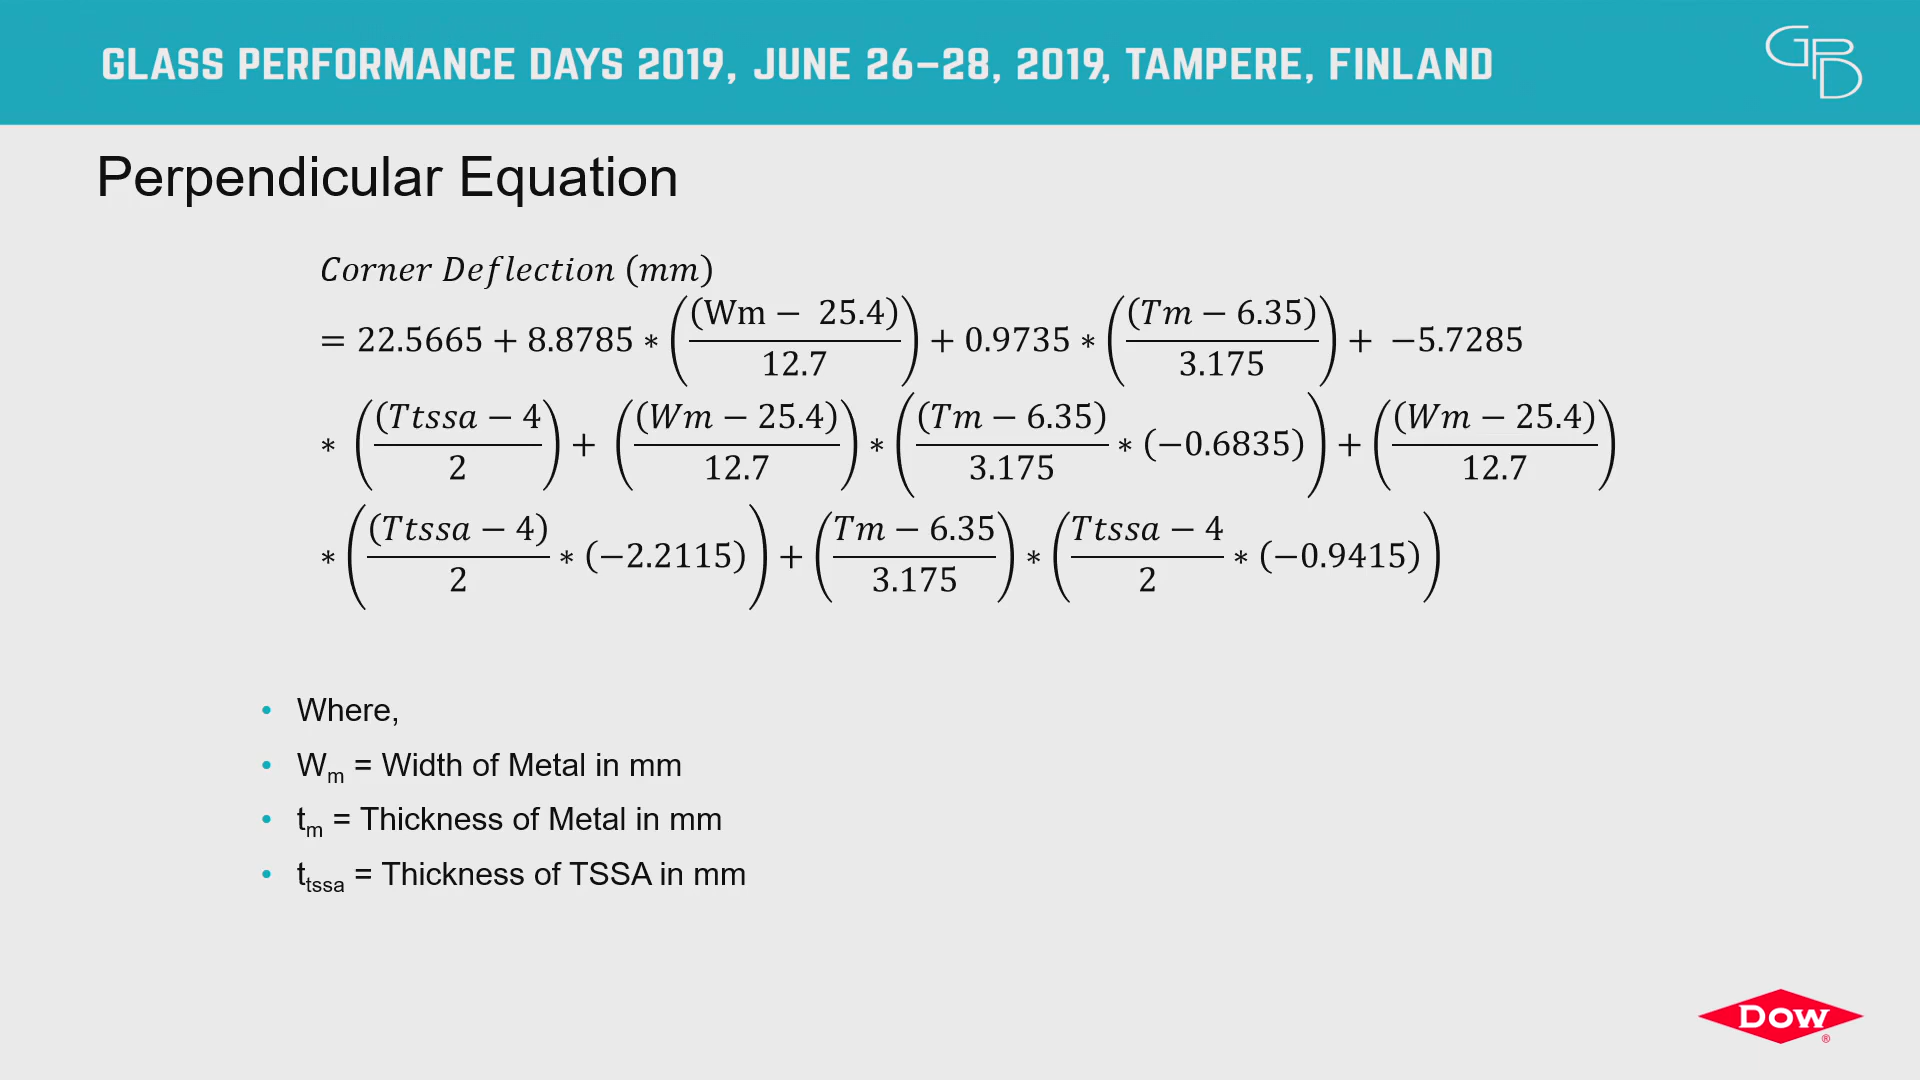 GLASS PERFORMANCE DAYS 2019, JUNE 26–28, 2019, TAMPERE, FINLAND
GPD
Perpendicular Equation
Corner Deflection (mm)
= 22.5665 + 8.8785 * ((Wm − 25.4)/12.7) + 0.9735 * ((Tm − 6.35)/3.175) + −5.7285
* ((Ttssa − 4/2) + ((Wm − 25.4)/12.7) * ((Tm − 6.35)/3.175 * (−0.6835)) + ((Wm − 25.4)/12.7)
* ((Ttssa − 4)/2 * (−2.2115)) + (Tm − 6.35/3.175) * (Ttssa − 4/2 * (−0.9415))
• Where,
• Wm = Width of Metal in mm
• tm = Thickness of Metal in mm
• ttssa = Thickness of TSSA in mm
DOW®